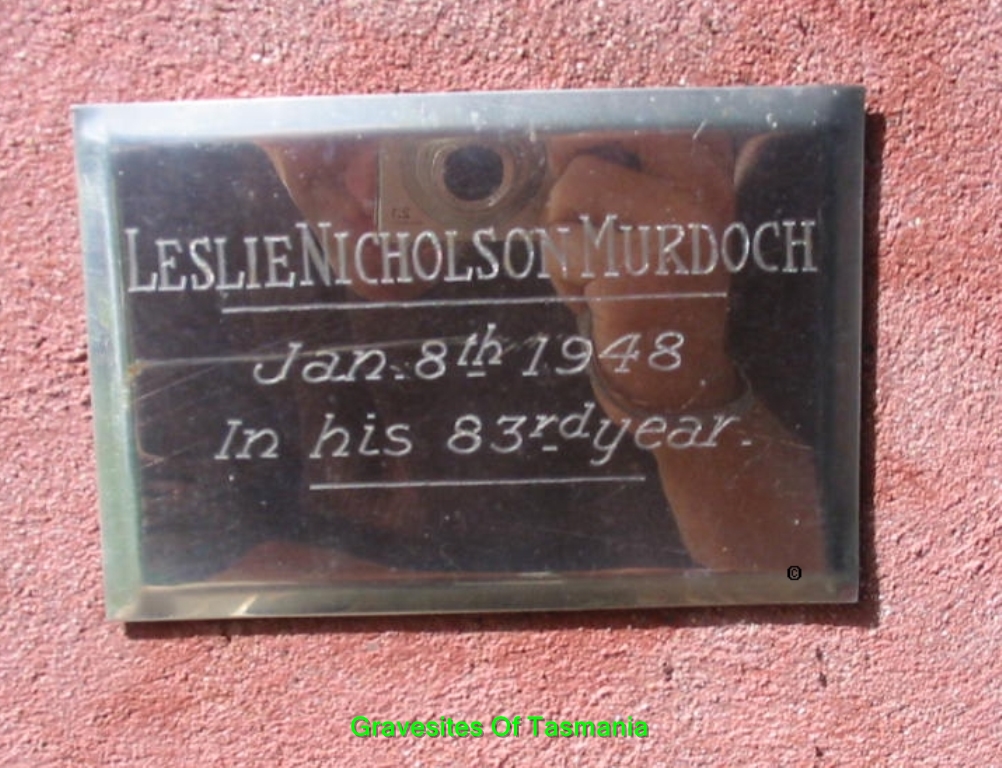 LESLIE NICHOLSON MURDOCH
Jan. 8th 1948
In his 83rd year.
©
Gravesites Of Tasmania